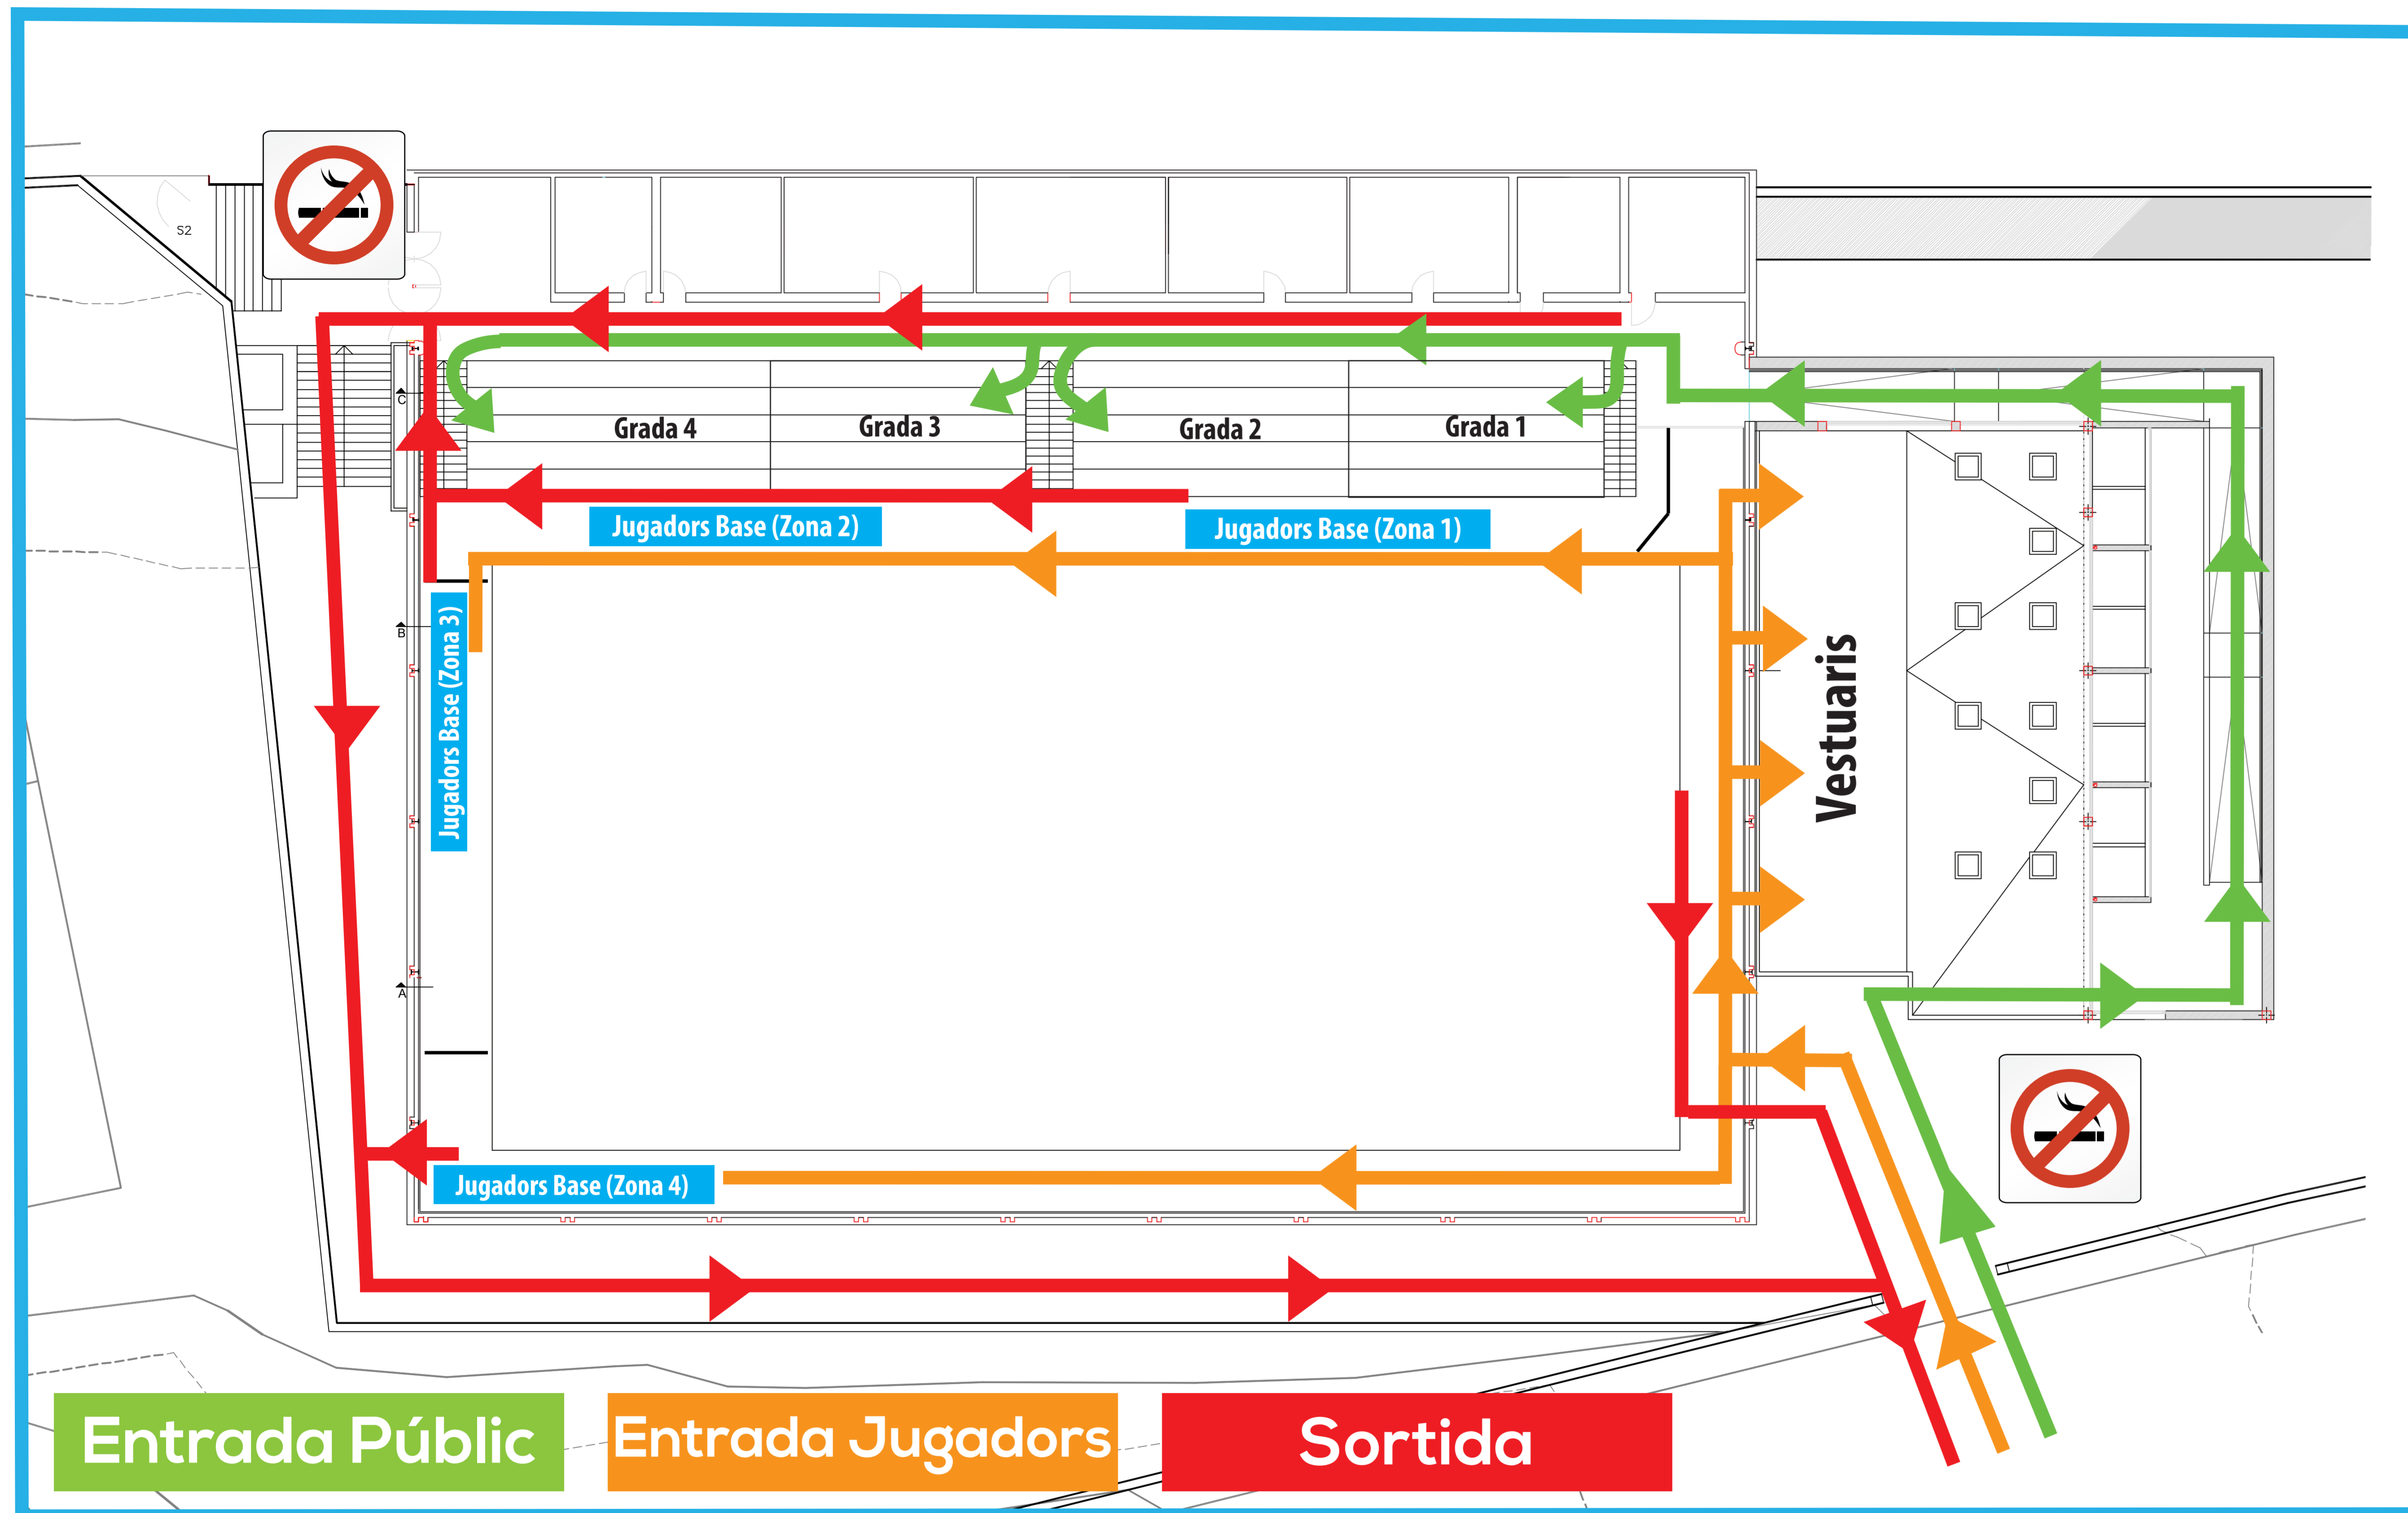 S2
C
Grada 4
Grada 3
Grada 2
Grada 1
Jugadors Base (Zona 2)
Jugadors Base (Zona 1)
B
Jugadors Base (Zona 3)
Vestuaris
A
Jugadors Base (Zona 4)
Entrada Públic
Entrada Jugadors
Sortida